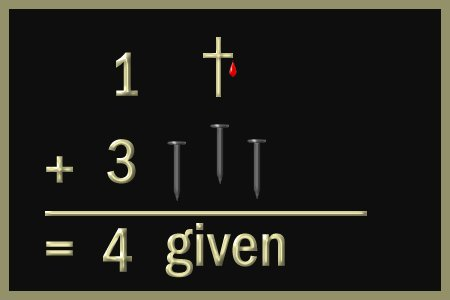 1
+ 3
= 4 given